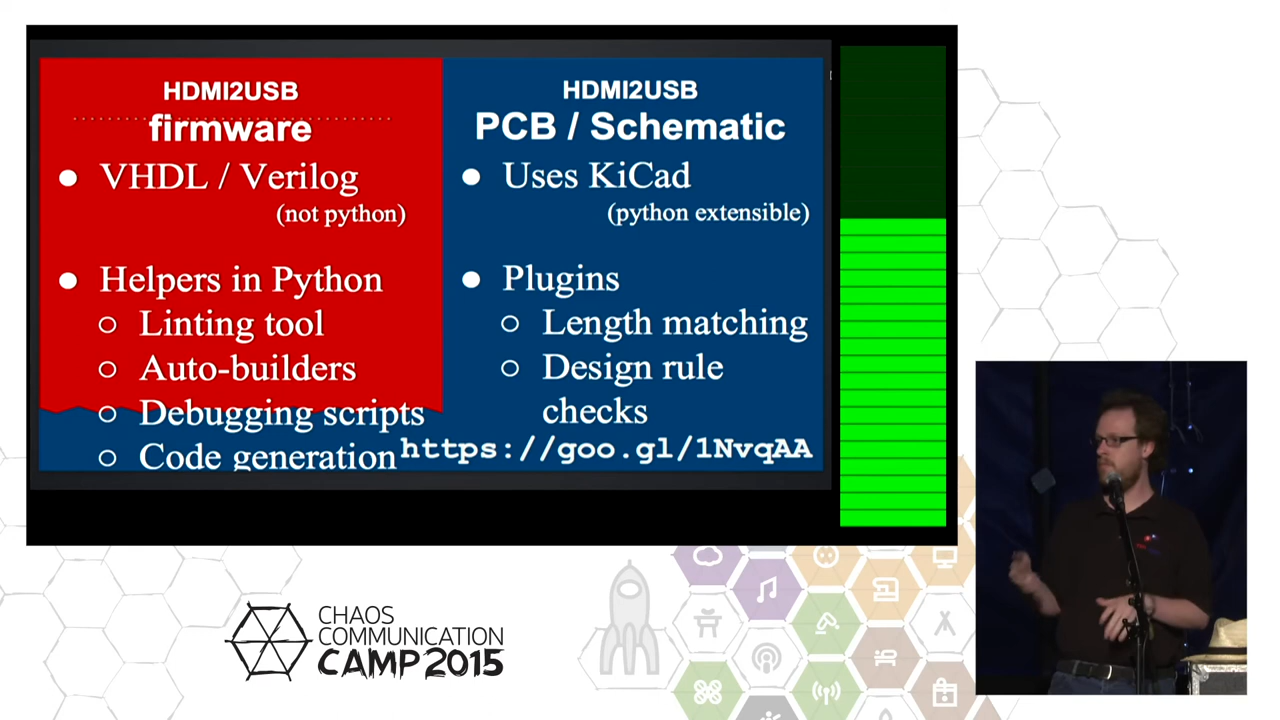 HDMI2USB
firmware
● VHDL / Verilog
(not python)
● Helpers in Python
○ Linting tool
○ Auto-builders
○ Debugging scripts
○ Code generation
HDMI2USB
PCB / Schematic
● Uses KiCad
(python extensible)
● Plugins
○ Length matching
○ Design rule
checks
https://goo.gl/1NvqAA
CHAOS
COMMUNICATION
CAMP 2015